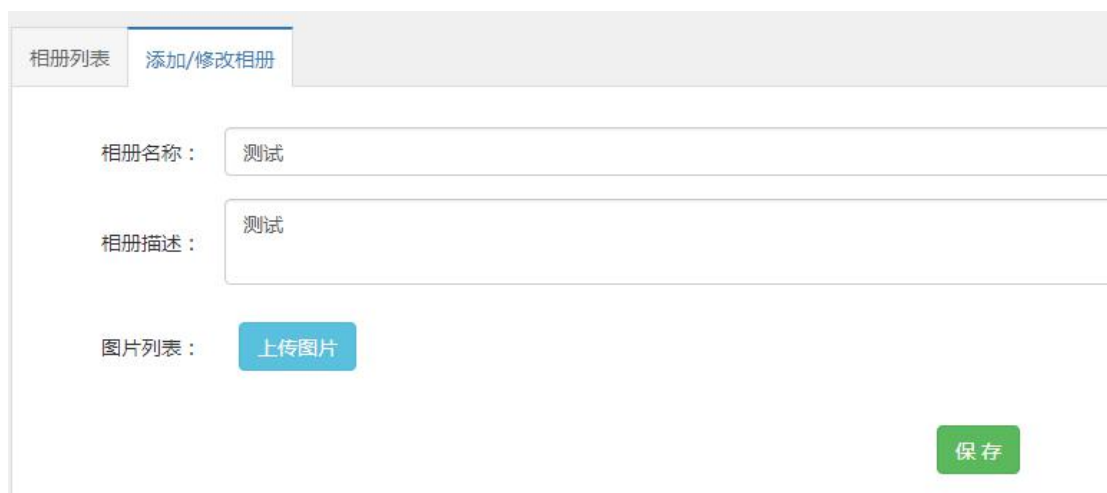 相册列表 添加/修改相册
相册名称： 测试
相册描述： 测试
图片列表： 上传图片
保存